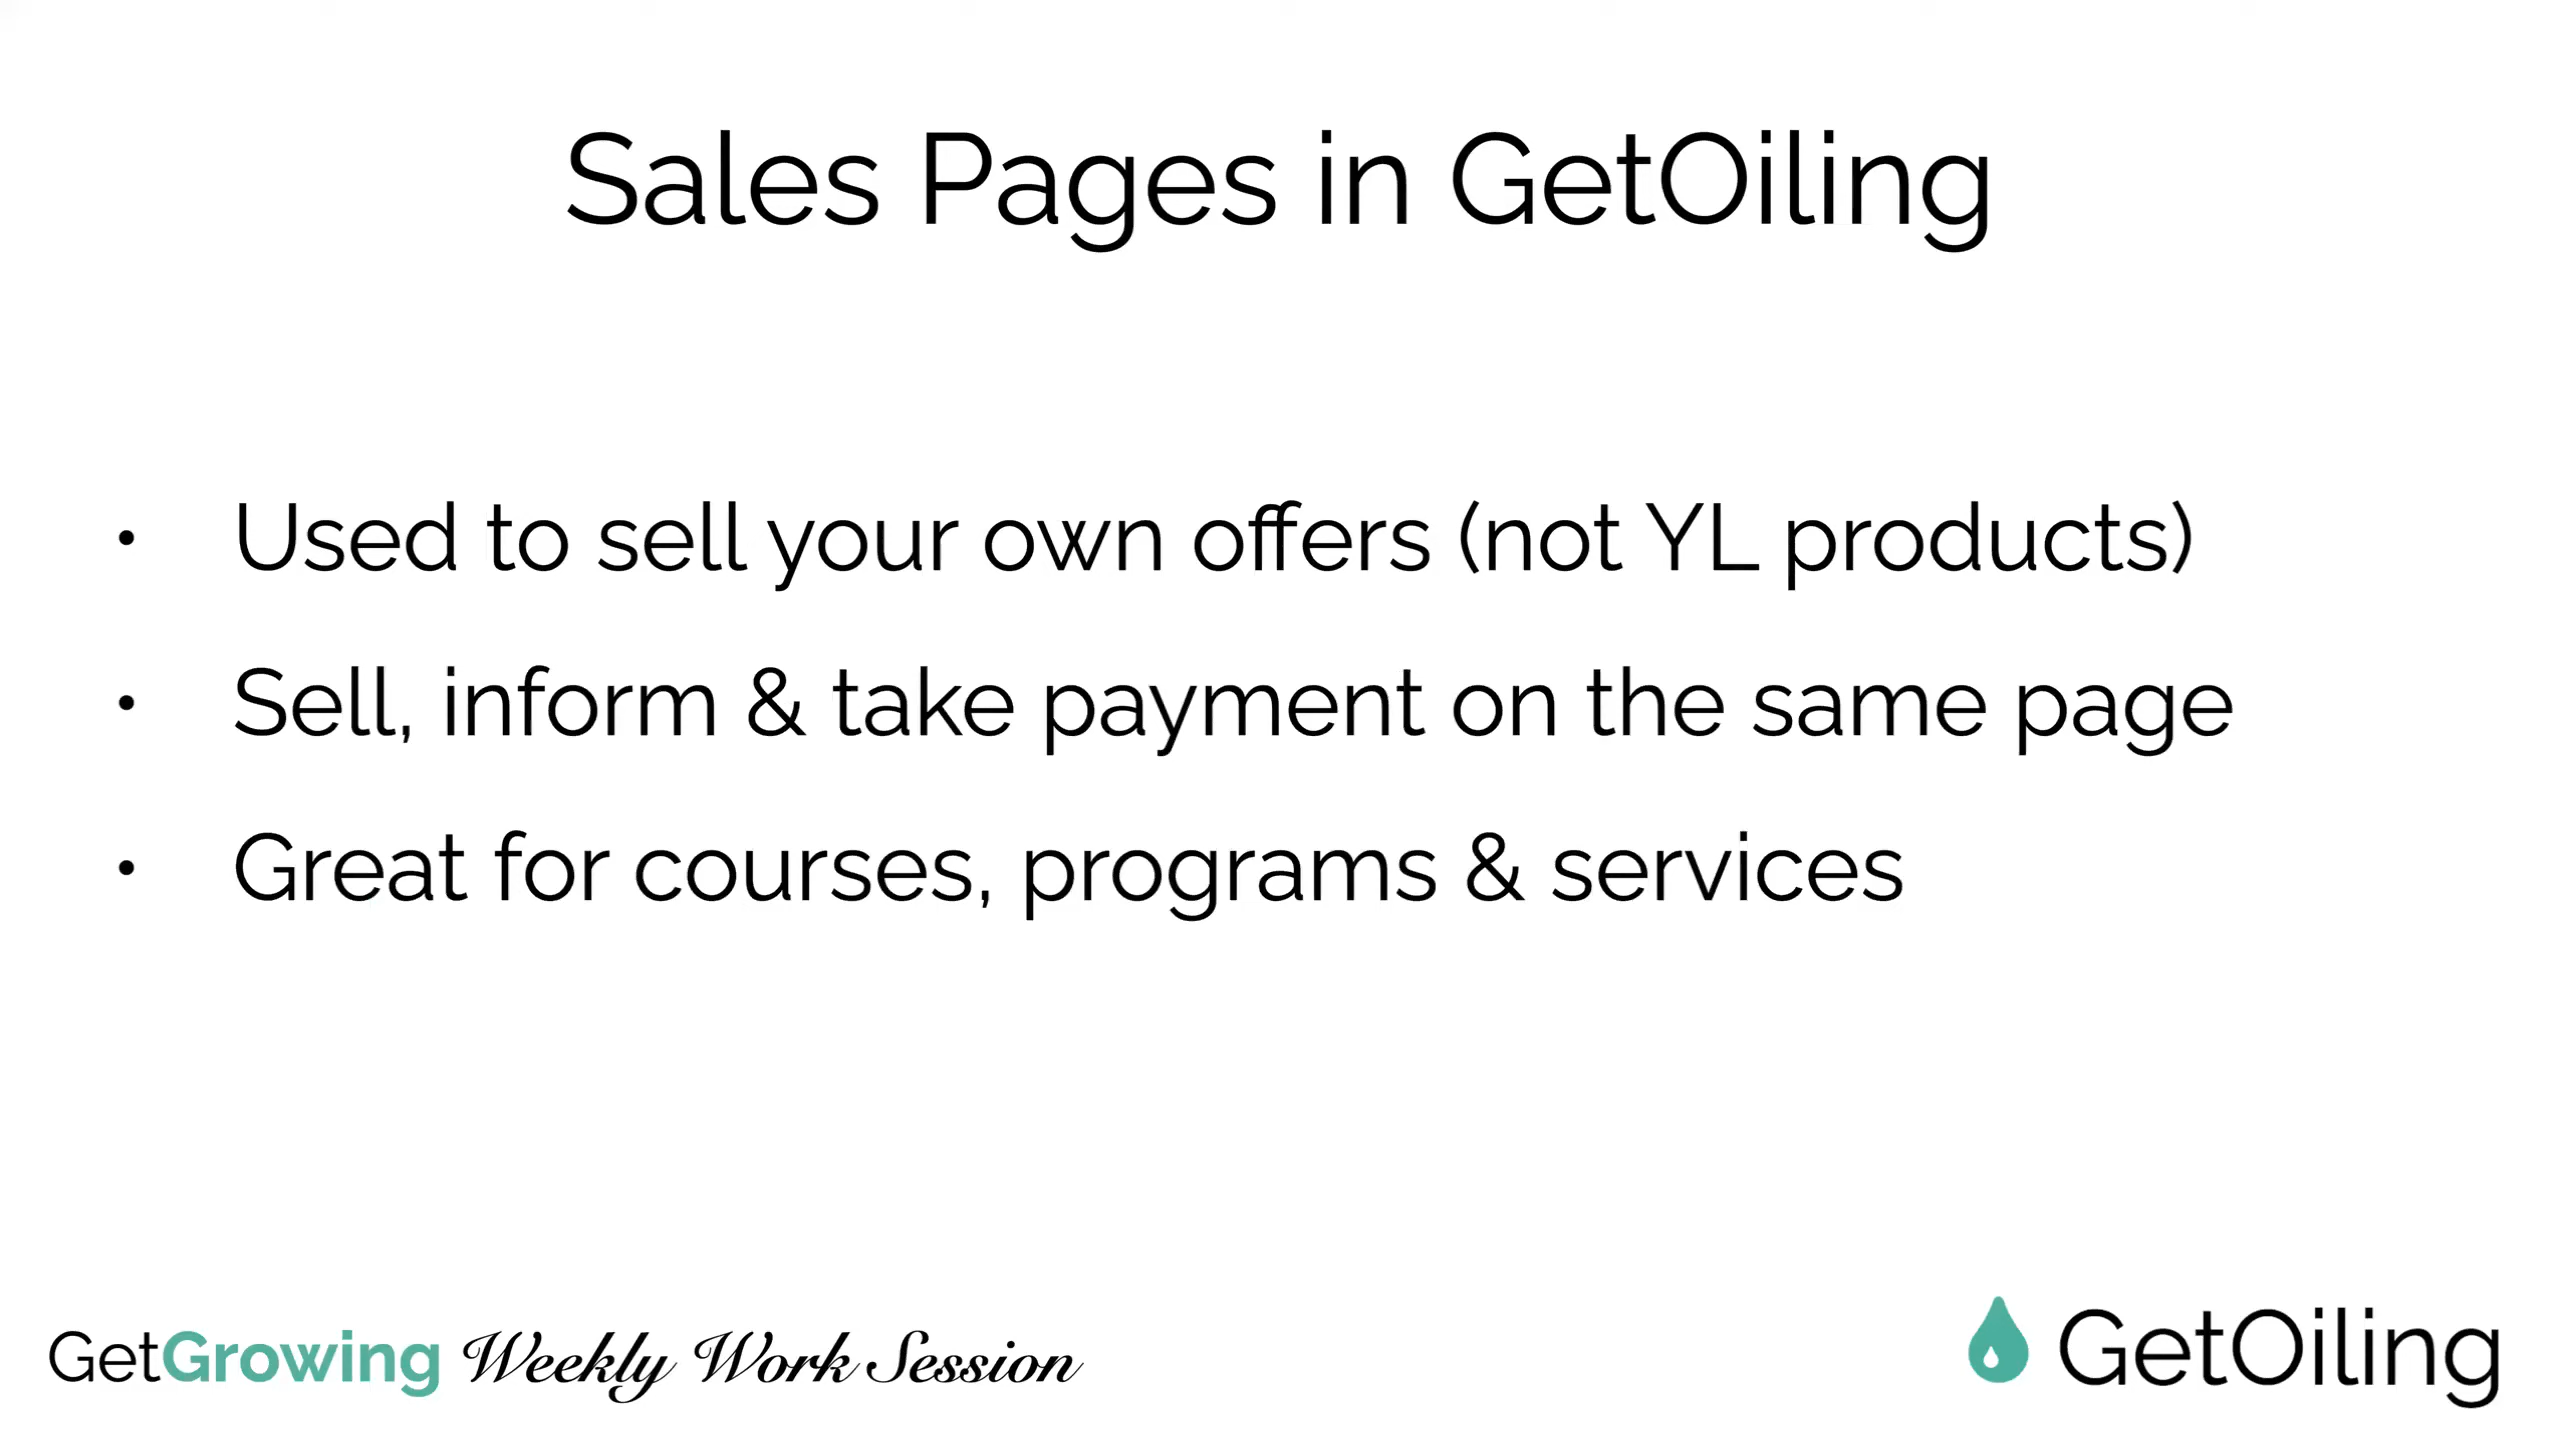 Sales Pages in GetOiling
• Used to sell your own offers (not YL products)
• Sell, inform & take payment on the same page
• Great for courses, programs & services
GetGrowing Weekly Work Session
GetOiling